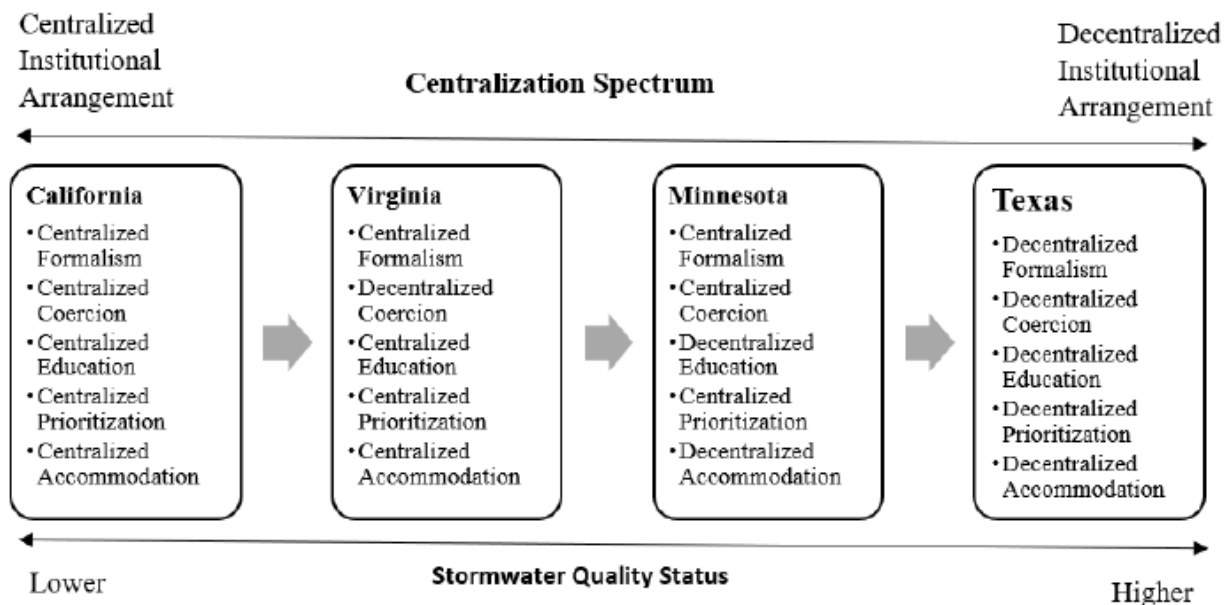 Centralized
Institutional
Arrangement
Centralization Spectrum
Decentralized
Institutional
Arrangement
California
•Centralized
Formalism
•Centralized
Coercion
•Centralized
Education
•Centralized
Prioritization
•Centralized
Accommodation
Virginia
•Centralized
Formalism
•Decentralized
Coercion
•Centralized
Education
•Centralized
Prioritization
•Centralized
Accommodation
Minnesota
•Centralized
Formalism
•Centralized
Coercion
•Decentralized
Education
•Centralized
Prioritization
•Decentralized
Accommodation
Texas
•Decentralized
Formalism
•Decentralized
Coercion
•Decentralized
Education
•Decentralized
Prioritization
•Decentralized
Accommodation
Lower
Stormwater Quality Status
Higher